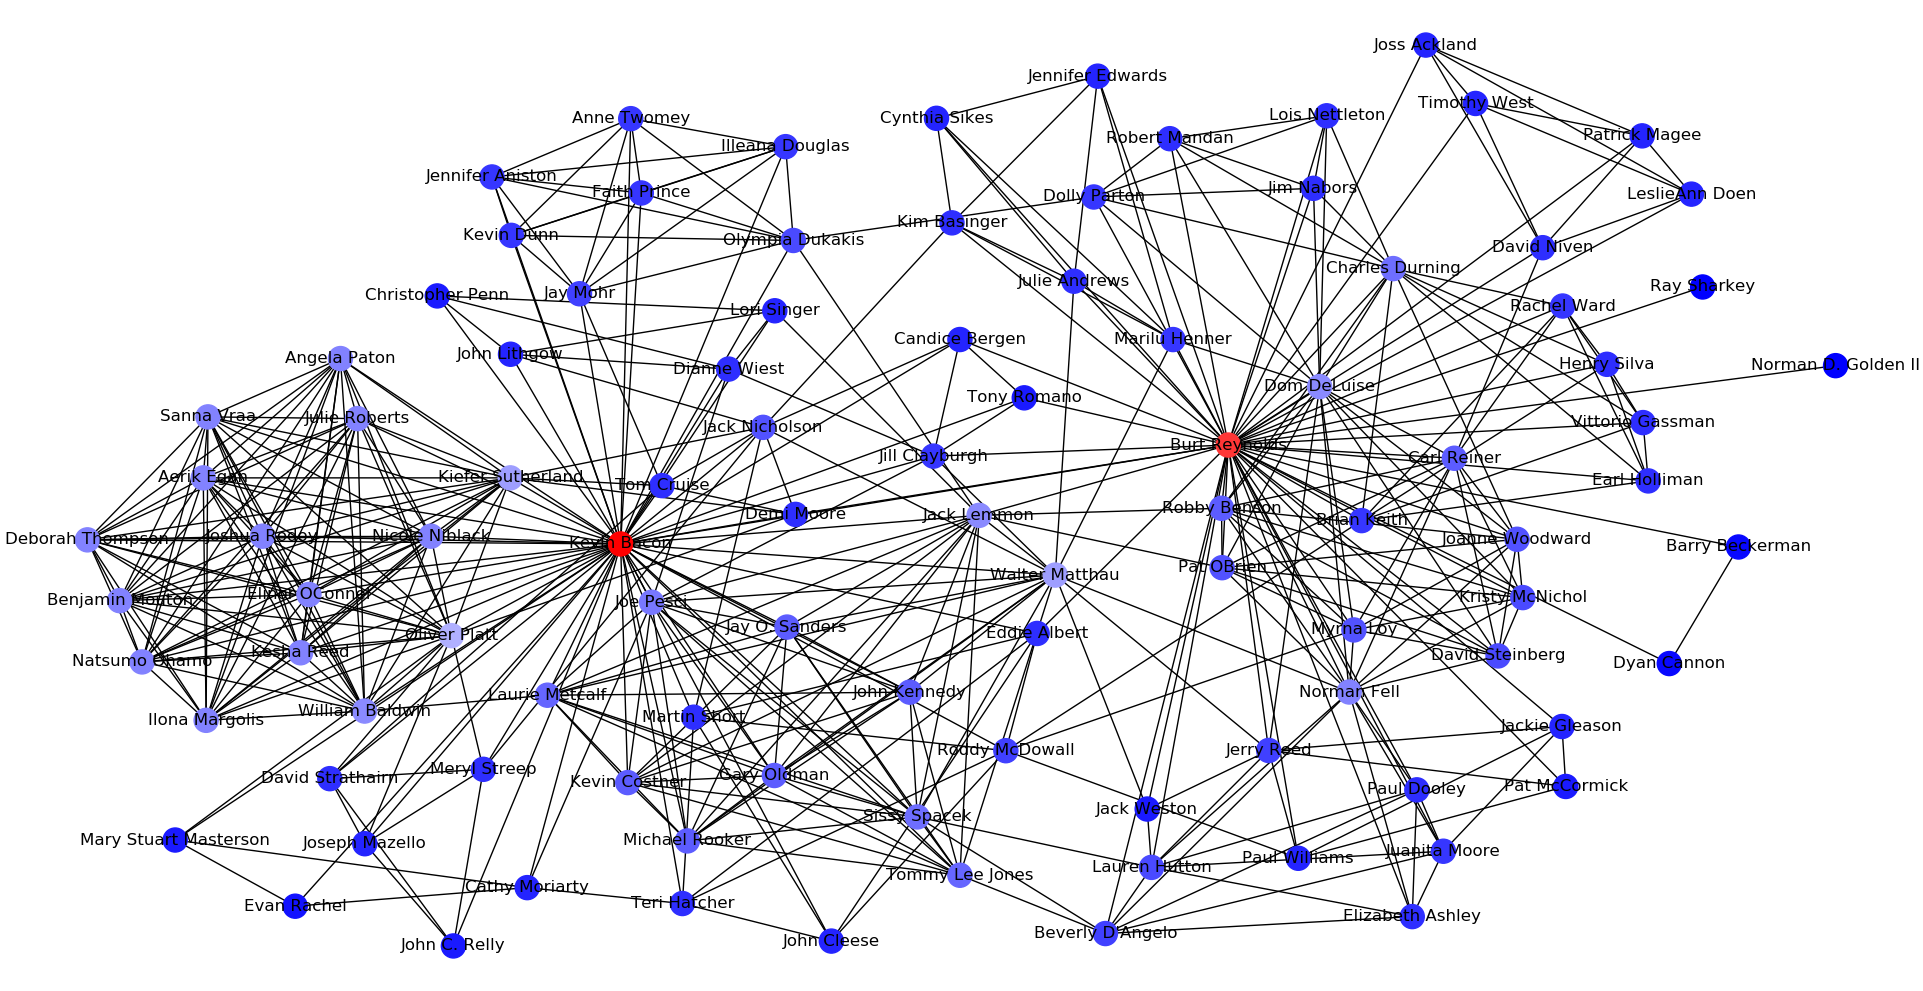 Joss Ackland
Jennifer Edwards
Timothy West
Anne Twomey
Cynthia Sikes
Lois Nettleton
Robert Mandan
Patrick Magee
Illeana Douglas
Jennifer Aniston
Faith Prince
Dolly Parton
Jim Nabors
LeslieAnn Doen
Kim Basinger
Kevin Dunn
Olympia Dukakis
David Niven
Charles Durning
Julie Andrews
Ray Sharkey
Christopher Penn
Jay Mohr
Lori Singer
Rachel Ward
Candice Bergen
Marilu Henner
Angela Paton
John Lithgow
Dianne Wiest
Henry Silva
Norman D. Golden II
Dom DeLuise
Tony Romano
Sanna Vraa
Julie Roberts
Jack Nicholson
Vittorio Gassman
Burt Reynolds
Jill Clayburgh
Carl Reiner
Aerik Egan
Kiefer Sutherland
Tom Cruise
Earl Holliman
Demi Moore
Jack Lemmon
Robby Benson
Brian Keith
Deborah Thompson
Joshua Rodoy
Nicole Niblack
Kevin Bacon
Joanne Woodward
Barry Beckerman
Walter Matthau
Pat OBrien
Benjamin Mouton
Elinor OConnor
Joe Pesci
Kristy McNichol
Jay O. Sanders
Eddie Albert
Myrna Loy
Oliver Platt
Natsumo Ohamo
Kesha Reed
David Steinberg
Dyan Cannon
Laurie Metcalf
John Kennedy
Norman Fell
Ilona Margolis
William Baldwin
Martin Short
Jackie Gleason
Roddy McDowall
Jerry Reed
David Strathairn
Meryl Streep
Kevin Costner
Gary Oldman
Paul Dooley
Pat McCormick
Jack Weston
Sissy Spacek
Mary Stuart Masterson
Joseph Mazello
Michael Rooker
Lauren Hutton
Paul Williams
Juanita Moore
Tommy Lee Jones
Cathy Moriarty
Evan Rachel
Teri Hatcher
Elizabeth Ashley
Beverly D'Angelo
John C. Relly
John Cleese